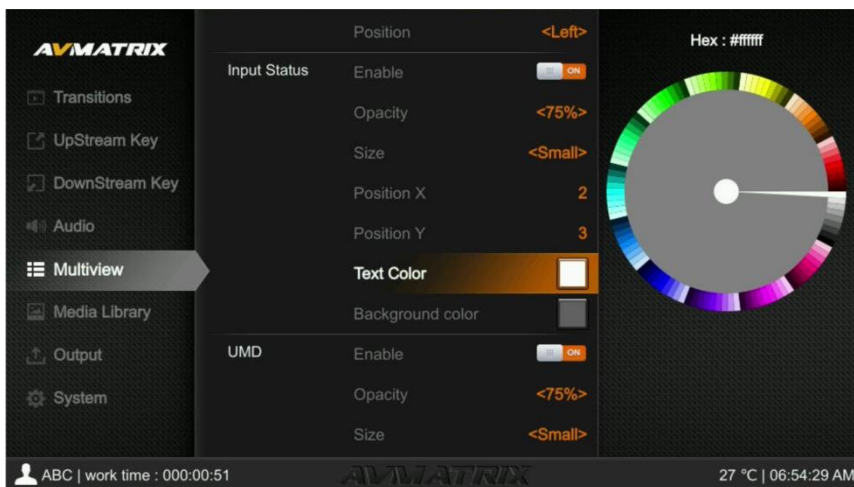 AVMATRIX
Transitions
UpStream Key
DownStream Key
Audio
Multiview
Media Library
Output
System
Position <Left>
Input Status Enable ON
Opacity <75%>
Size <Small>
Position X 2
Position Y 3
Text Color
Background color
UMD Enable ON
Opacity <75%>
Size <Small>
Hex : #ffffff
ABC | work time : 000:00:51
AVMATRIX
27 °C | 06:54:29 AM